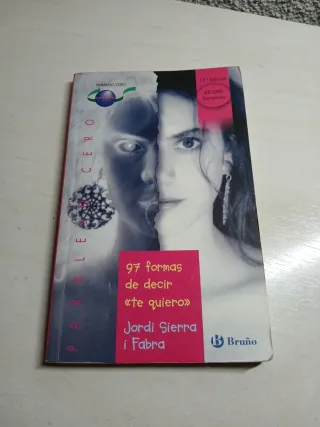 PARALELO CERO
97 formas
de decir
«te quiero»
Jordi Sierra
i Fabra
Bruño